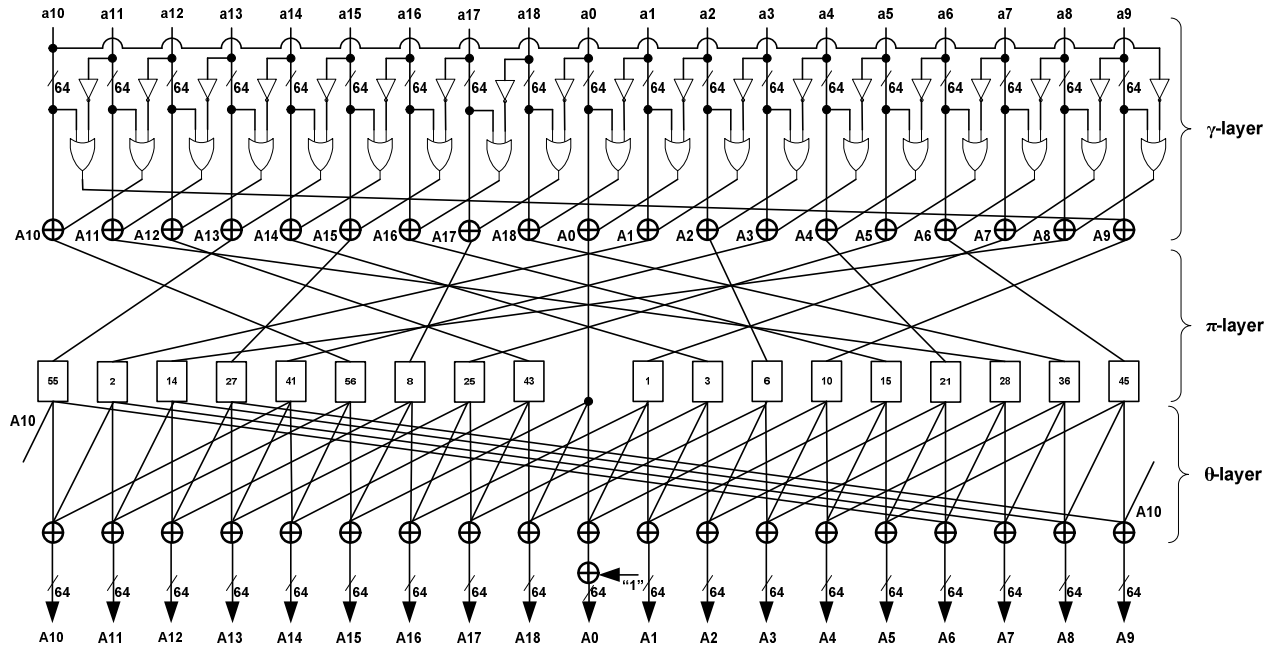 a10 a11 a12 a13 a14 a15 a16 a17 a18 a0 a1 a2 a3 a4 a5 a6 a7 a8 a9
64 64 64 64 64 64 64 64 64 64 64 64 64 64 64 64 64 64 64
γ-layer
A10 A11 A12 A13 A14 A15 A16 A17 A18 A0 A1 A2 A3 A4 A5 A6 A7 A8 A9
π-layer
55 2 14 27 41 56 8 25 43 1 3 6 10 15 21 28 36 45
A10
θ-layer
A10
“1”
64 64 64 64 64 64 64 64 64 64 64 64 64 64 64 64 64 64 64
A10 A11 A12 A13 A14 A15 A16 A17 A18 A0 A1 A2 A3 A4 A5 A6 A7 A8 A9